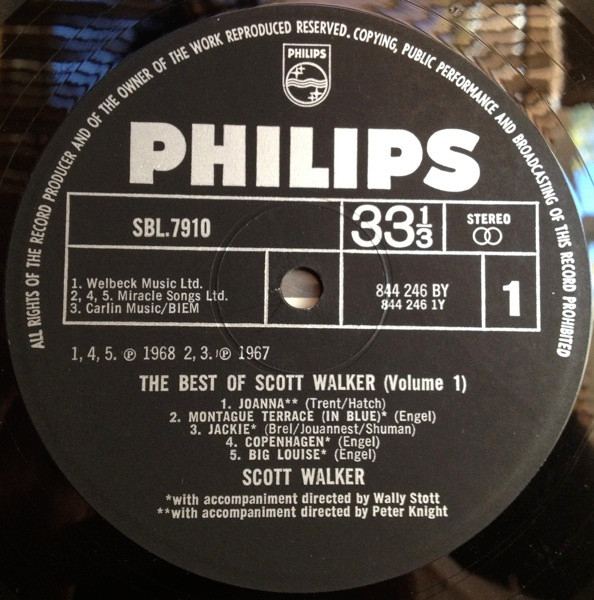 ALL RIGHTS OF THE RECORD PRODUCER AND OF THE OWNER OF THE WORK REPRODUCED RESERVED. COPYING, PUBLIC PERFORMANCE AND BROADCASTING OF THIS RECORD PROHIBITED
PHILIPS
PHILIPS
SBL.7910
33 1/3
STEREO
1. Welbeck Music Ltd.
2, 4, 5. Miracle Songs Ltd.
3. Carlin Music/BIEM
844 246 BY
844 246 1Y
1
1, 4, 5. ℗ 1968 2, 3. ℗ 1967
THE BEST OF SCOTT WALKER (Volume 1)
1. JOANNA** (Trent/Hatch)
2. MONTAGUE TERRACE (IN BLUE)* (Engel)
3. JACKIE* (Brel/Jouannest/Shuman)
4. COPENHAGEN* (Engel)
5. BIG LOUISE* (Engel)
SCOTT WALKER
*with accompaniment directed by Wally Stott
**with accompaniment directed by Peter Knight